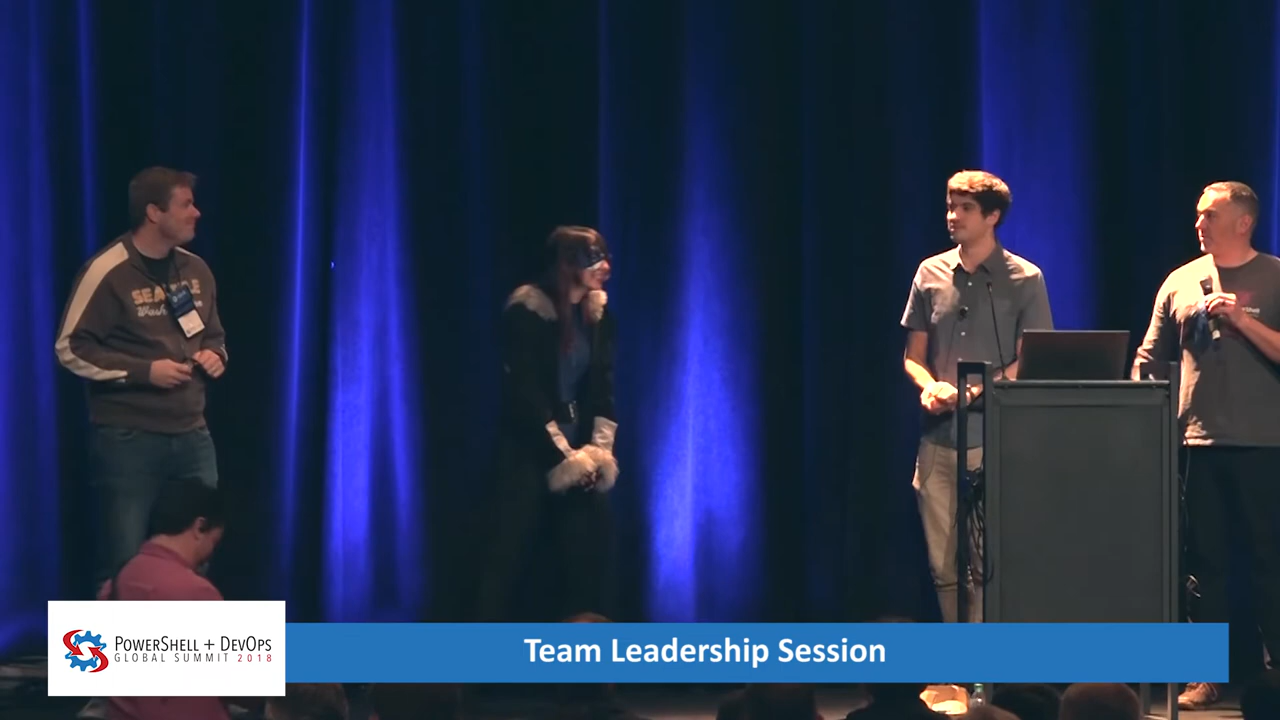 SEATTLE
PowerShell + DevOps
Global Summit 2018
Team Leadership Session